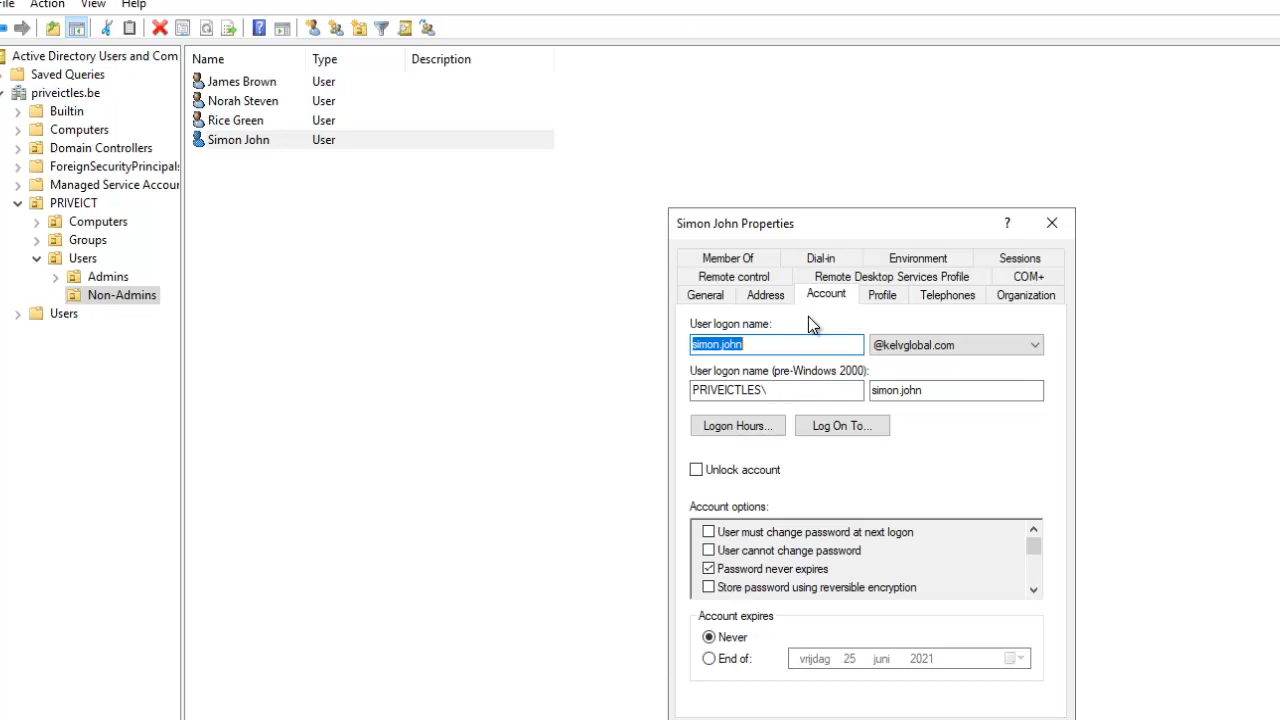 File Action View Help
Active Directory Users and Com
Saved Queries
priveictles.be
Builtin
Computers
Domain Controllers
ForeignSecurityPrincipals
Managed Service Accour
PRIVEICT
Computers
Groups
Users
Admins
Non-Admins
Users
Name Type Description
James Brown User
Norah Steven User
Rice Green User
Simon John User
Simon John Properties ?
Member Of Dial-in Environment Sessions
Remote control Remote Desktop Services Profile COM+
General Address Account Profile Telephones Organization
User logon name:
simon.john @kelvglobal.com
User logon name (pre-Windows 2000):
PRIVEICTLES\ simon.john
Logon Hours... Log On To...
Unlock account
Account options:
User must change password at next logon
User cannot change password
Password never expires
Store password using reversible encryption
Account expires
Never
End of: vrijdag 25 juni 2021